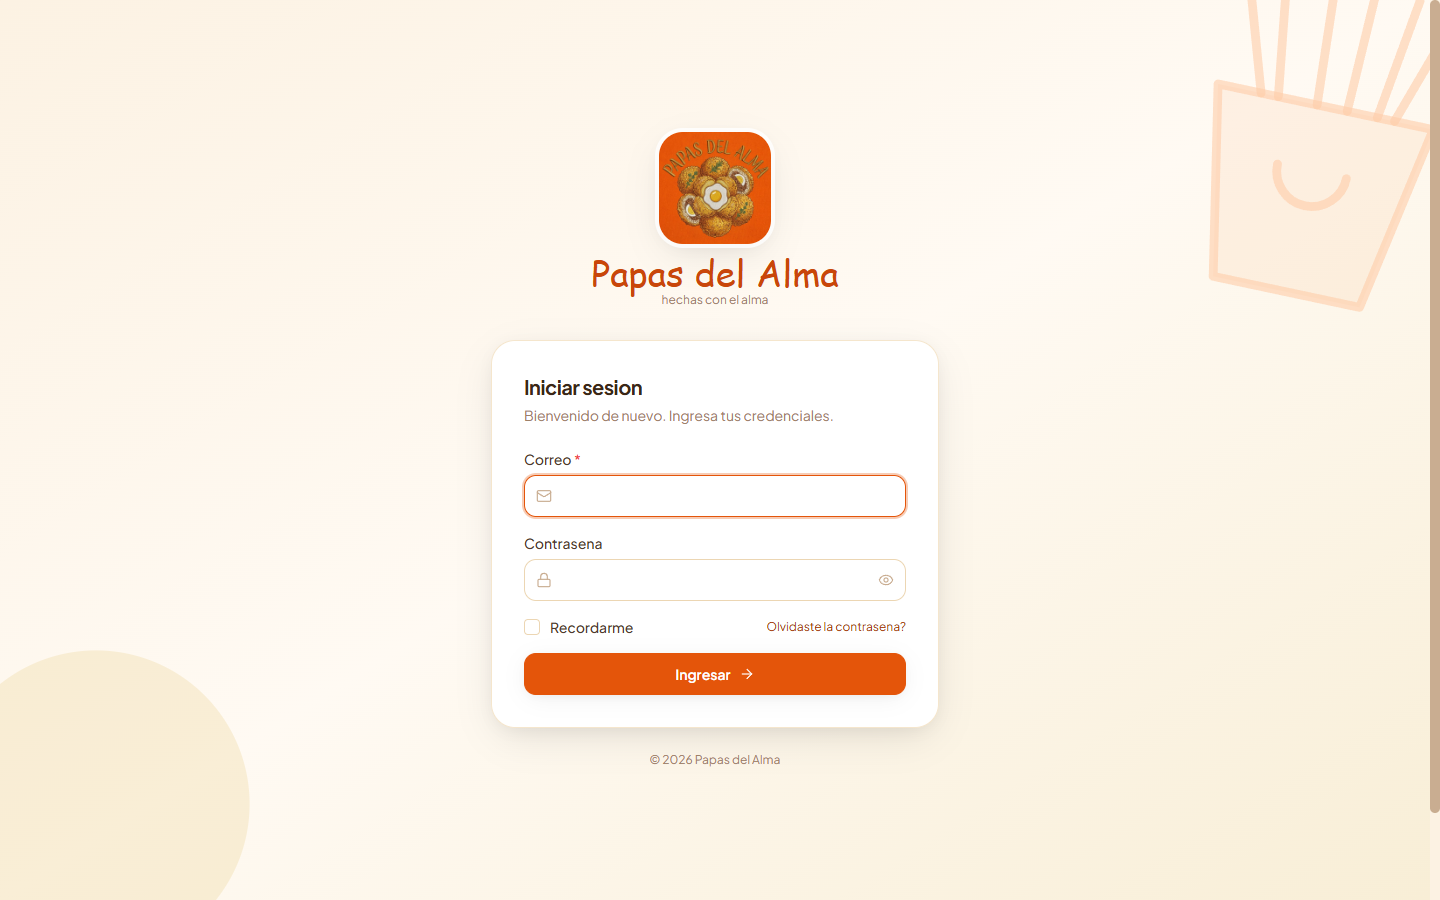 PAPAS DEL ALMA
Papas del Alma
hechas con el alma
Iniciar sesion
Bienvenido de nuevo. Ingresa tus credenciales.
Correo *
Contrasena
Recordarme
Olvidaste la contrasena?
Ingresar →
© 2026 Papas del Alma